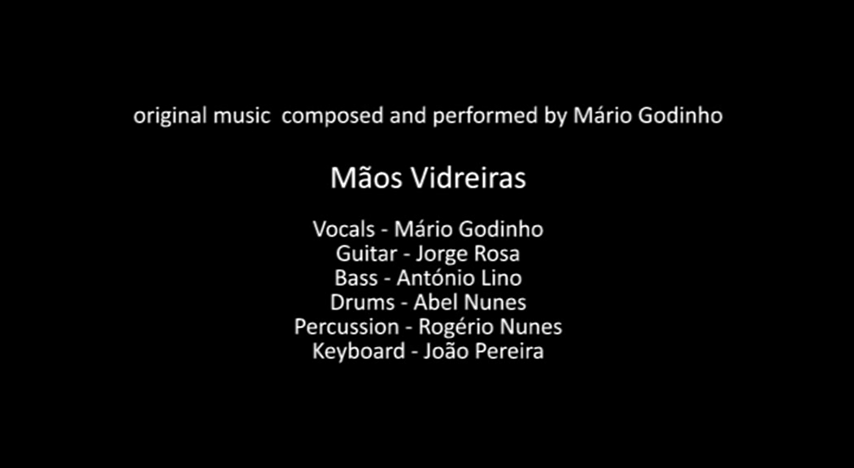 original music  composed and performed by Mário Godinho
Mãos Vidreiras
Vocals - Mário Godinho
Guitar - Jorge Rosa
Bass - António Lino
Drums - Abel Nunes
Percussion - Rogério Nunes
Keyboard - João Pereira